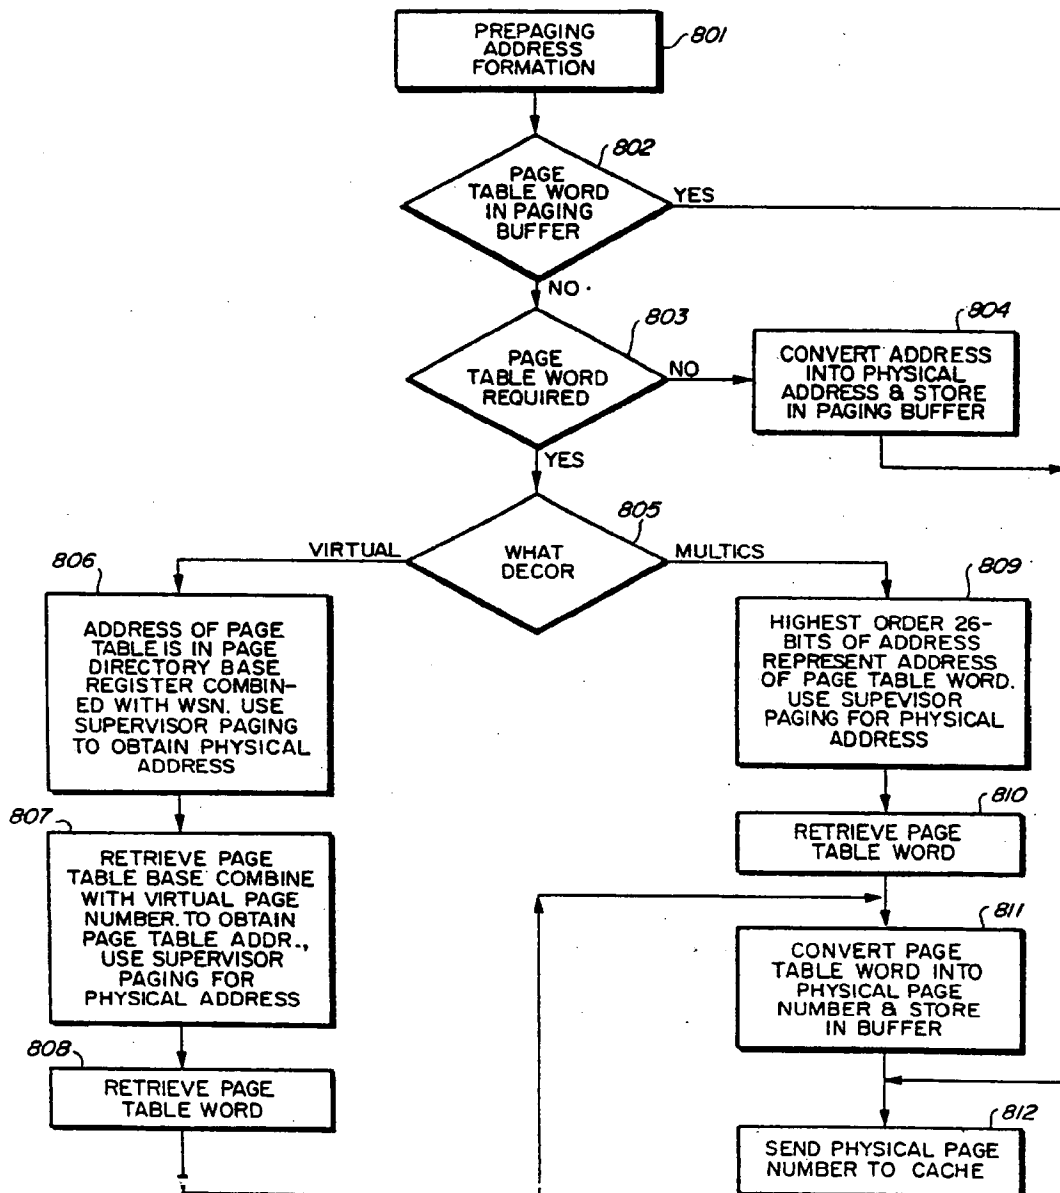 PREPAGING
ADDRESS
FORMATION
801
802
PAGE
TABLE WORD
IN PAGING
BUFFER
YES
NO
803
PAGE
TABLE WORD
REQUIRED
NO
804
CONVERT ADDRESS
INTO PHYSICAL
ADDRESS & STORE
IN PAGING BUFFER
YES
805
WHAT
DECOR
VIRTUAL
MULTICS
806
ADDRESS OF PAGE
TABLE IS IN PAGE
DIRECTORY BASE
REGISTER COMBIN-
ED WITH WSN. USE
SUPERVISOR PAGING
TO OBTAIN PHYSICAL
ADDRESS
807
RETRIEVE PAGE
TABLE BASE COMBINE
WITH VIRTUAL PAGE
NUMBER. TO OBTAIN
PAGE TABLE ADDR.,
USE SUPERVISOR
PAGING FOR
PHYSICAL ADDRESS
808
RETRIEVE PAGE
TABLE WORD
809
HIGHEST ORDER 26-
BITS OF ADDRESS
REPRESENT ADDRESS
OF PAGE TABLE WORD.
USE SUPEVISOR
PAGING FOR PHYSICAL
ADDRESS
810
RETRIEVE PAGE
TABLE WORD
811
CONVERT PAGE
TABLE WORD INTO
PHYSICAL PAGE
NUMBER & STORE
IN BUFFER
812
SEND PHYSICAL PAGE
NUMBER TO CACHE